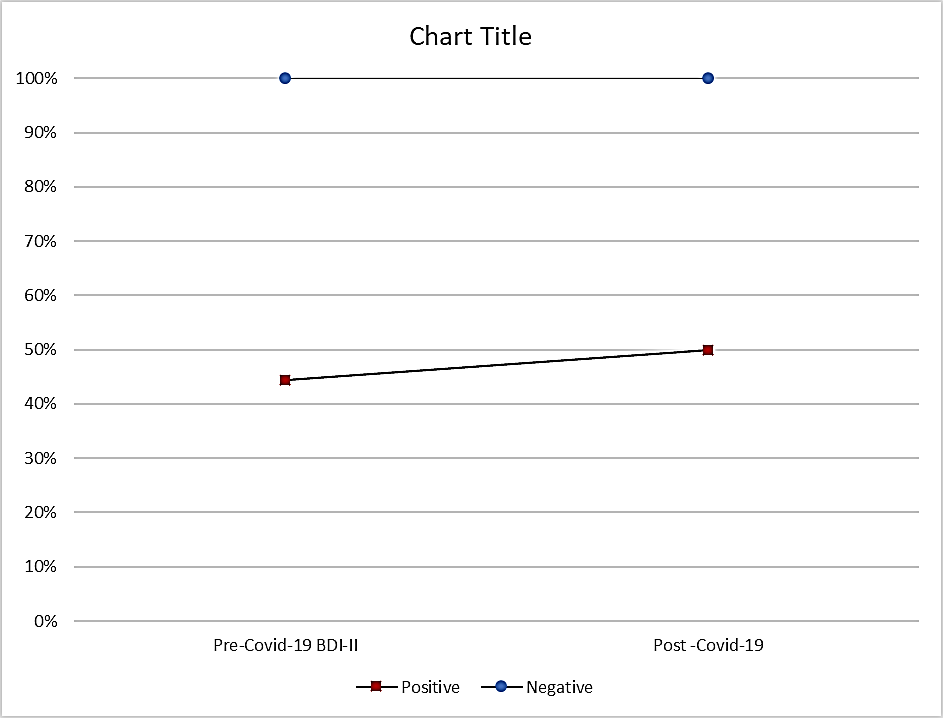 Chart Title
100%
90%
80%
70%
60%
50%
40%
30%
20%
10%
0%
Pre-Covid-19 BDI-II
Post -Covid-19
Positive
Negative